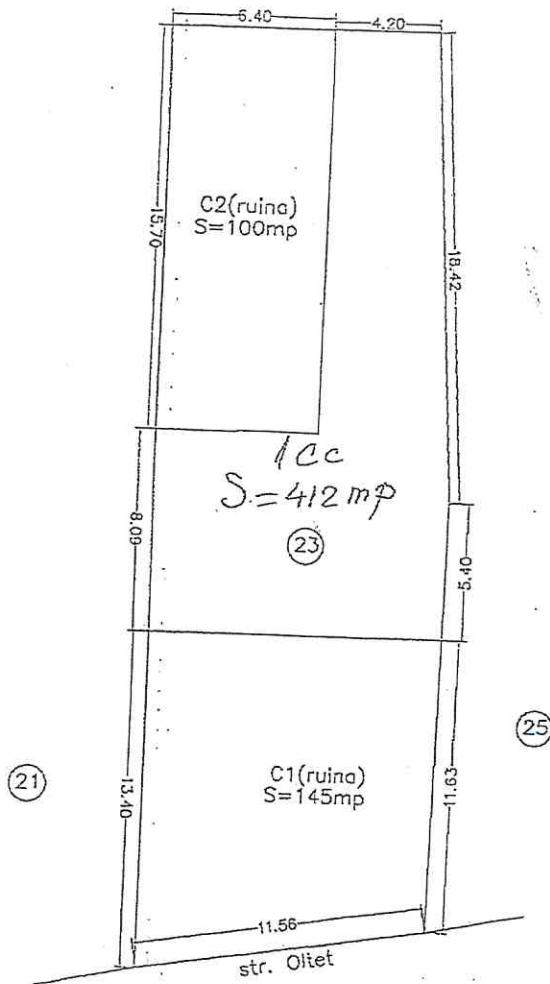 6.40
4.20
C2(ruina)
S=100mp
15.70
18.42
1Cc
S=412mp
23
8.09
5.40
21
25
C1(ruina)
S=145mp
13.40
11.63
11.56
str. Oltet